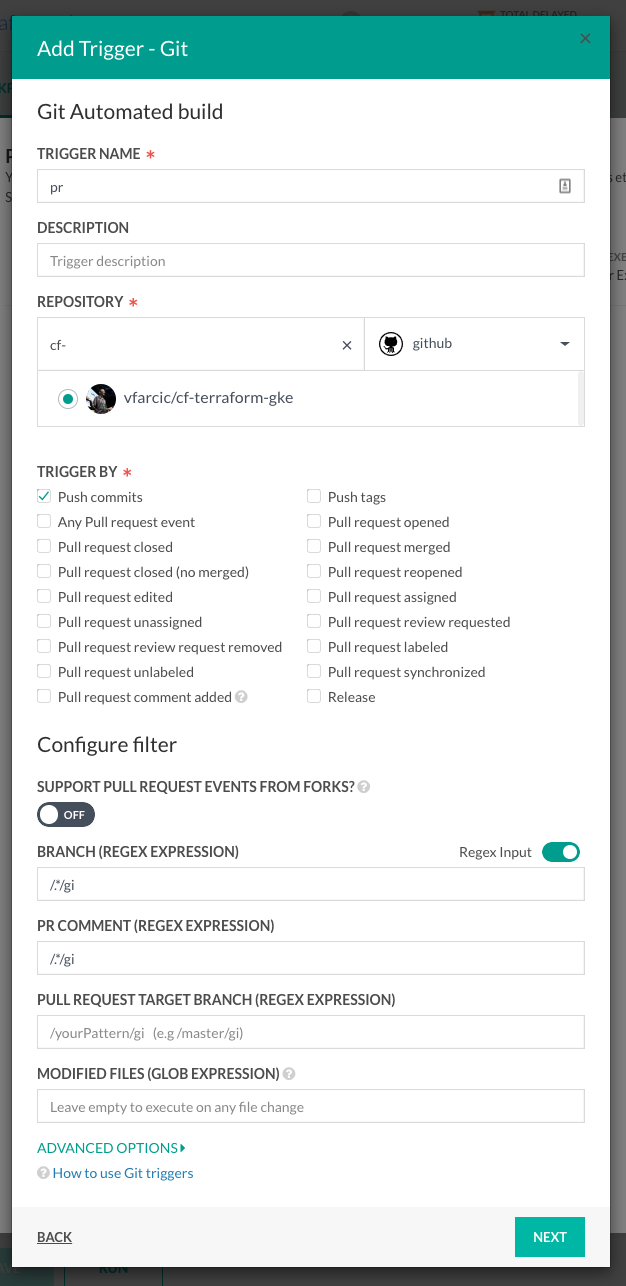 TOTAL DELAYED
Add Trigger - Git
×
Git Automated build
TRIGGER NAME *
pr
DESCRIPTION
Trigger description
REPOSITORY *
cf- × github
vfarcic/cf-terraform-gke
TRIGGER BY *
Push commits Push tags
Any Pull request event Pull request opened
Pull request closed Pull request merged
Pull request closed (no merged) Pull request reopened
Pull request edited Pull request assigned
Pull request unassigned Pull request review requested
Pull request review request removed Pull request labeled
Pull request unlabeled Pull request synchronized
Pull request comment added ? Release
Configure filter
SUPPORT PULL REQUEST EVENTS FROM FORKS? ?
OFF
BRANCH (REGEX EXPRESSION) Regex Input
/.*/gi
PR COMMENT (REGEX EXPRESSION)
/.*/gi
PULL REQUEST TARGET BRANCH (REGEX EXPRESSION)
/yourPattern/gi (e.g /master/gi)
MODIFIED FILES (GLOB EXPRESSION) ?
Leave empty to execute on any file change
ADVANCED OPTIONS
? How to use Git triggers
BACK NEXT
RUN